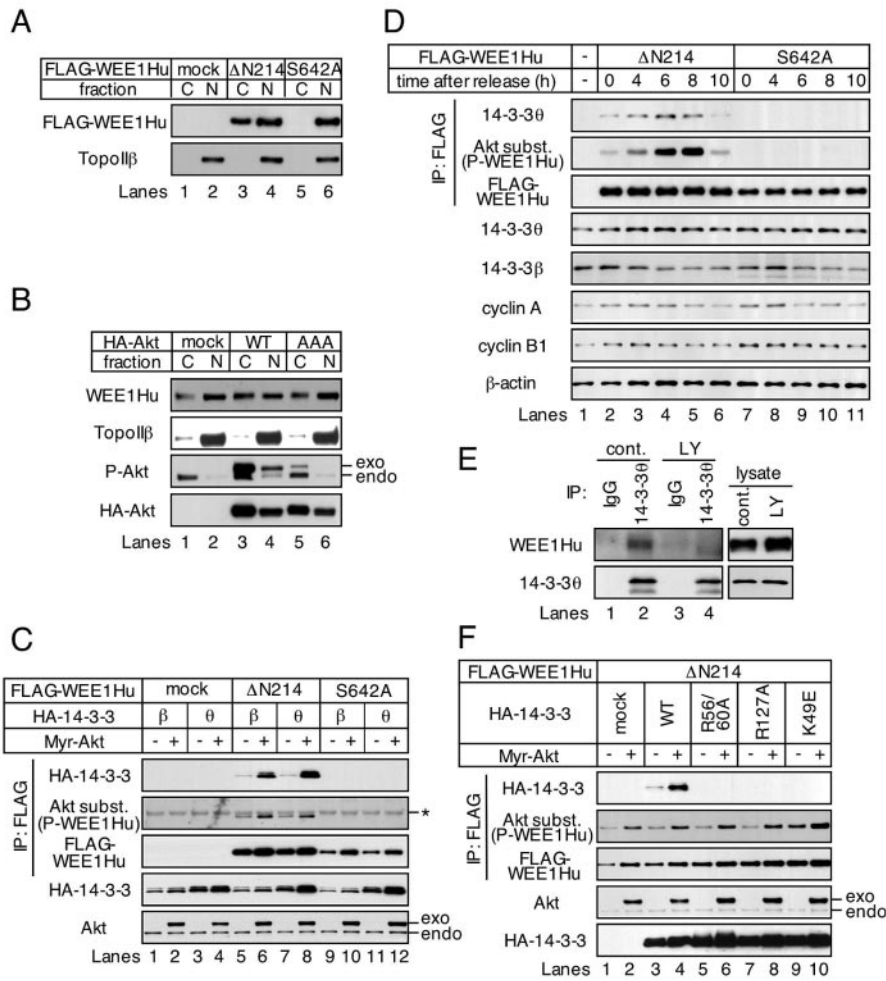 A
FLAG-WEE1Hu mock ΔN214 S642A
fraction C N C N C N
FLAG-WEE1Hu
TopoIIβ
Lanes 1 2 3 4 5 6
B
HA-Akt mock WT AAA
fraction C N C N C N
WEE1Hu
TopoIIβ
P-Akt exo
endo
HA-Akt
Lanes 1 2 3 4 5 6
C
FLAG-WEE1Hu mock ΔN214 S642A
HA-14-3-3 β θ β θ β θ
Myr-Akt - + - + - + - + - + - +
IP: FLAG
HA-14-3-3
Akt subst.
(P-WEE1Hu) *
FLAG-
WEE1Hu
HA-14-3-3
Akt exo
endo
Lanes 1 2 3 4 5 6 7 8 9 10 11 12
D
FLAG-WEE1Hu - ΔN214 S642A
time after release (h) - 0 4 6 8 10 0 4 6 8 10
IP: FLAG
14-3-3θ
Akt subst.
(P-WEE1Hu)
FLAG-
WEE1Hu
14-3-3θ
14-3-3β
cyclin A
cyclin B1
β-actin
Lanes 1 2 3 4 5 6 7 8 9 10 11
E
cont. LY lysate
IP: IgG 14-3-3θ IgG 14-3-3θ cont. LY
WEE1Hu
14-3-3θ
Lanes 1 2 3 4
F
FLAG-WEE1Hu ΔN214
HA-14-3-3 mock WT R56/
60A R127A K49E
Myr-Akt - + - + - + - + - +
IP: FLAG
HA-14-3-3
Akt subst.
(P-WEE1Hu)
FLAG-
WEE1Hu
Akt exo
endo
HA-14-3-3
Lanes 1 2 3 4 5 6 7 8 9 10